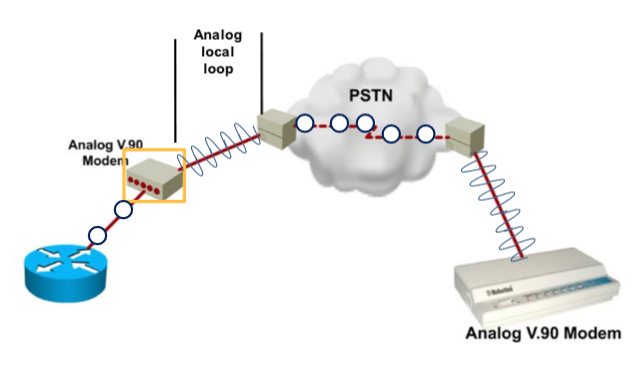 Analog
local
loop
PSTN
Analog V.90
Modem
Analog V.90 Modem